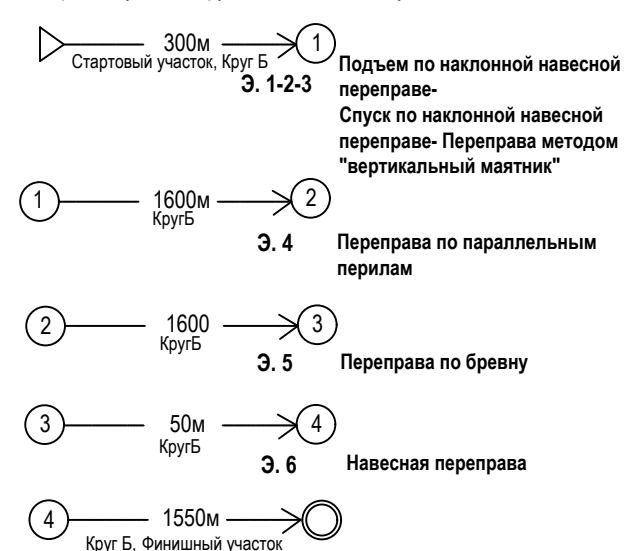 300м
1
Стартовый участок, Круг Б
Э. 1-2-3
Подъем по наклонной навесной
переправе-
Спуск по наклонной навесной
переправе- Переправа методом
"вертикальный маятник"
1
1600м
2
КругБ
Э. 4
Переправа по параллельным
перилам
2
1600
3
КругБ
Э. 5
Переправа по бревну
3
50м
4
КругБ
Э. 6
Навесная переправа
4
1550м
Круг Б, Финишный участок